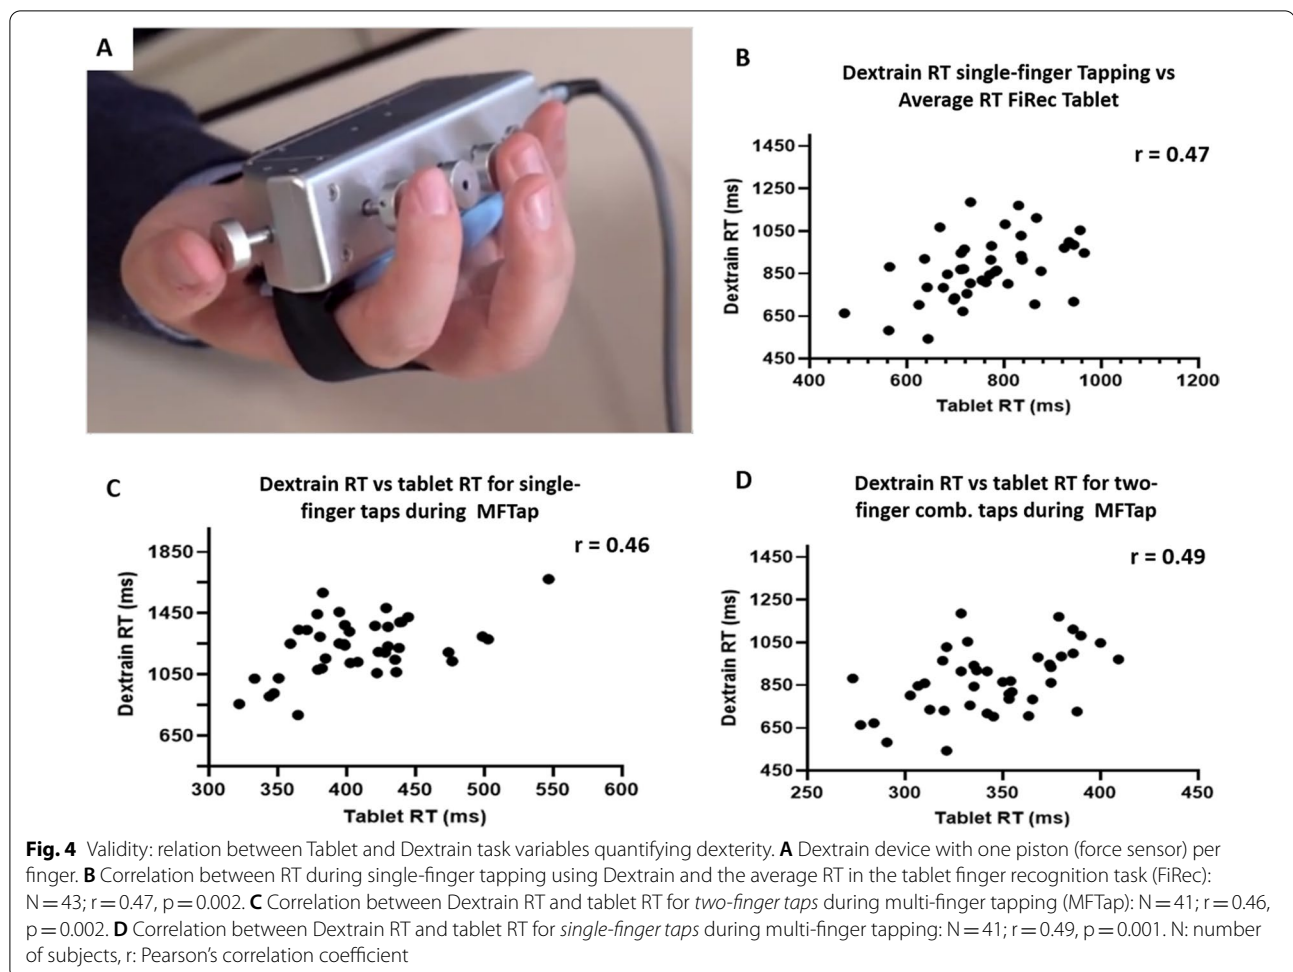 A
B
Dextrain RT single-finger Tapping vs
Average RT FiRec Tablet
r = 0.47
1450
1250
1050
850
650
450
Dextrain RT (ms)
400 600 800 1000 1200
Tablet RT (ms)
C
Dextrain RT vs tablet RT for single-
finger taps during MFTap
r = 0.46
1850
1450
1050
650
Dextrain RT (ms)
300 350 400 450 500 550 600
Tablet RT (ms)
D
Dextrain RT vs tablet RT for two-
finger comb. taps during MFTap
r = 0.49
1450
1250
1050
850
650
450
Dextrain RT (ms)
250 300 350 400 450
Tablet RT (ms)
Fig. 4 Validity: relation between Tablet and Dextrain task variables quantifying dexterity. A Dextrain device with one piston (force sensor) per
finger. B Correlation between RT during single-finger tapping using Dextrain and the average RT in the tablet finger recognition task (FiRec):
N = 43; r = 0.47, p = 0.002. C Correlation between Dextrain RT and tablet RT for two-finger taps during multi-finger tapping (MFTap): N = 41; r = 0.46,
p = 0.002. D Correlation between Dextrain RT and tablet RT for single-finger taps during multi-finger tapping: N = 41; r = 0.49, p = 0.001. N: number
of subjects, r: Pearson's correlation coefficient